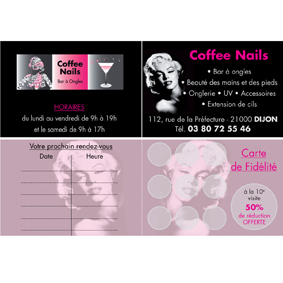 Coffee
Nails
Bar à Ongles
HORAIRES
du lundi au vendredi de 9h à 19h
et le samedi de 9h à 17h
Coffee Nails
• Bar à ongles
• Beauté des mains et des pieds
• Onglerie • UV • Accessoires
• Extension de cils
112, rue de la Préfecture - 21000 DIJON
Tél. 03 80 72 55 46
Votre prochain rendez-vous
Date Heure
Carte
de Fidélité
à la 10e
visite
50%
de réduction
OFFERTE